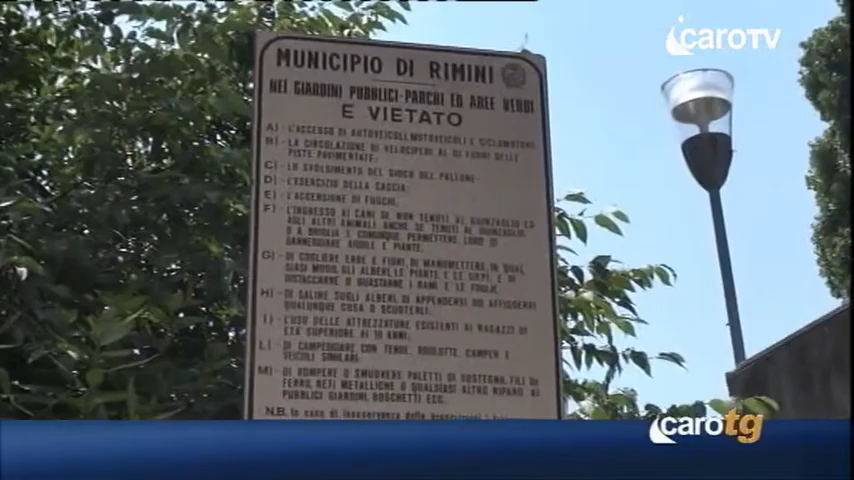 icaroTV
MUNICIPIO DI RIMINI
NEI GIARDINI PUBBLICI-PARCHI ED AREE VERDI
E VIETATO
A)-L'ACCESSO DI AUTOVEICOLI, MOTOVEICOLI E CICLOMOTORI
B)-LA CIRCOLAZIONE DI VELOCIPEDI AL DI FUORI DELLE
PISTE PAVIMENTATE.
C)-LO SVOLGIMENTO DEL GIOCO DEL PALLONE-
D)-L'ESERCIZIO DELLA CACCIA.
E)-L'ACCENSIONE DI FUOCHI.
F)-L'INGRESSO AI CANI SE NON TENUTI AL GUINZAGLIO ED
AGLI ALTRI ANIMALI ANCHE SE TENUTI AL GUINZAGLIO
O A BRIGLIA E COMUNQUE PERMETTERE LORO DI
DANNEGGIARE AIUOLE E PIANTE.
G)-DI COGLIERE ERBE E FIORI, DI MANOMETTERE IN QUAL
SIASI MODO, GLI ALBERI, LE PIANTE E LE SIEPI, E DI
DISTACCARNE O GUASTARNE I RAMI E LE FOGLIE.
H)-DI SALIRE SUGLI ALBERI, DI APPENDERVI OD AFFIGGERVI
QUALUNQUE COSA O SCUOTERLI.
I)-L'USO DELLE ATTREZZATURE ESISTENTI AI RAGAZZI DI
ETÀ SUPERIORE AI 10 ANNI.
L)-DI CAMPEGGIARE CON TENDE, ROULOTTE, CAMPER E
VEICOLI SIMILARI.
M)-DI ROMPERE O SMUOVERE PALETTI DI SOSTEGNO, FILI DI
FERRO, RETI METALLICHE O QUALSIASI ALTRO RIPARO AI
PUBBLICI GIARDINI, BOSCHETTI ECC.
N.B. In caso di inosservanza delle
icarotg